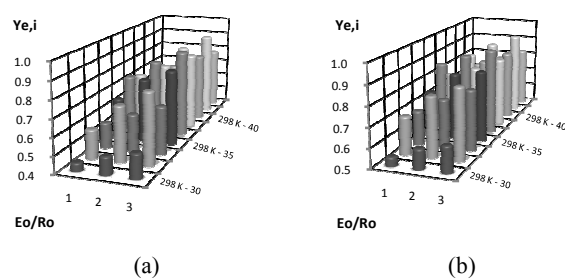 Ye,i
1.0
0.9
0.8
0.7
0.6
0.5
0.4
1 2 3
Eo/Ro
298 K - 30
298 K - 35
298 K - 40
(a)
Ye,i
1.0
0.9
0.8
0.7
0.6
0.5
1 2 3
Eo/Ro
298 K - 30
298 K - 35
298 K - 40
(b)